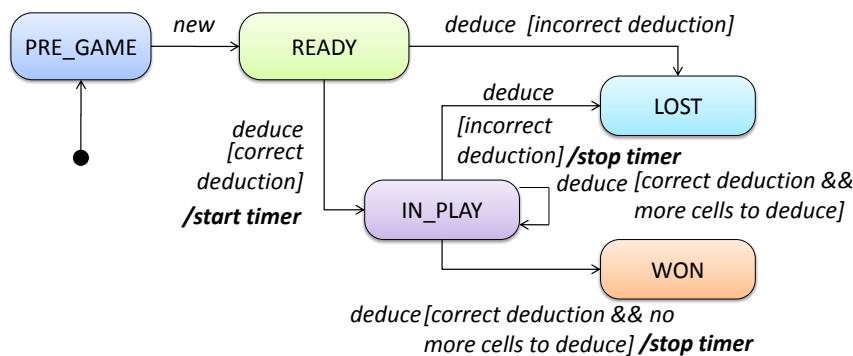 new
PRE_GAME
READY
deduce [incorrect deduction]
LOST
deduce
[incorrect
deduction] /stop timer
deduce
[correct
deduction]
/start timer
IN_PLAY
deduce [correct deduction &&
more cells to deduce]
WON
deduce [correct deduction && no
more cells to deduce] /stop timer